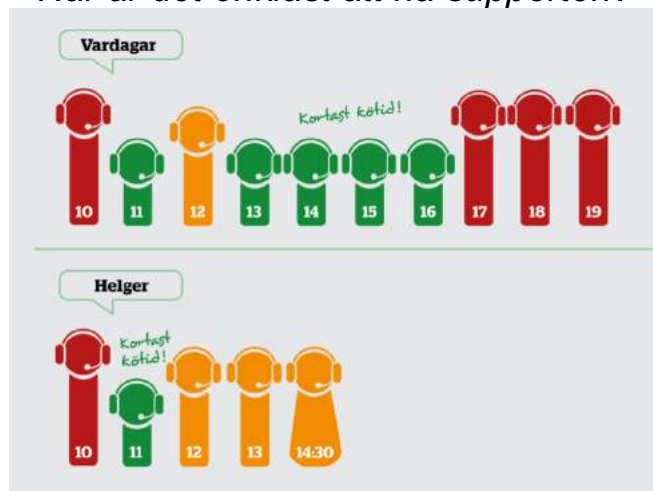 Vardagar
Kortast kötid!
10 11 12 13 14 15 16 17 18 19
Helger
Kortast
kötid!
10 11 12 13 14:30